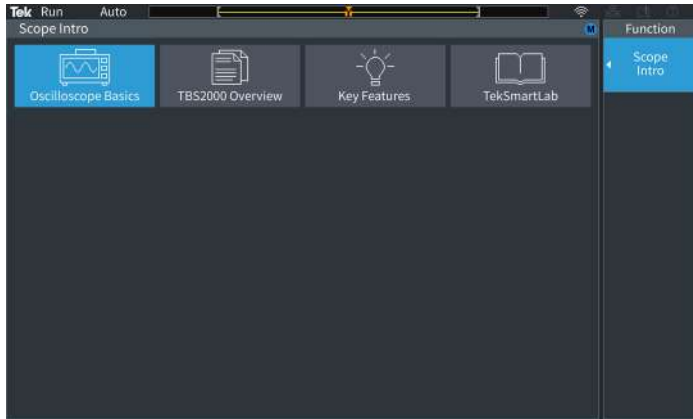 Tek Run Auto
Scope Intro
M
Function
Oscilloscope Basics
TBS2000 Overview
Key Features
TekSmartLab
Scope
Intro